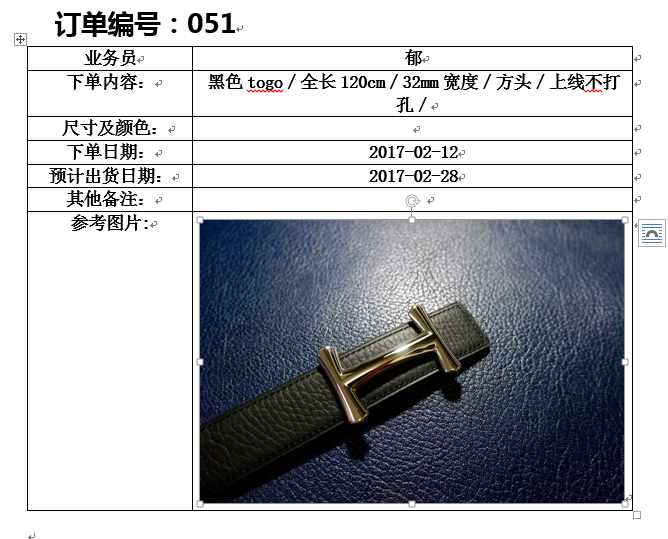 订单编号：051
业务员
郁
下单内容：
黑色 togo / 全长 120cm / 32mm 宽度 / 方头 / 上线不打
孔 /
尺寸及颜色：
下单日期：
2017-02-12
预计出货日期：
2017-02-28
其他备注：
参考图片: